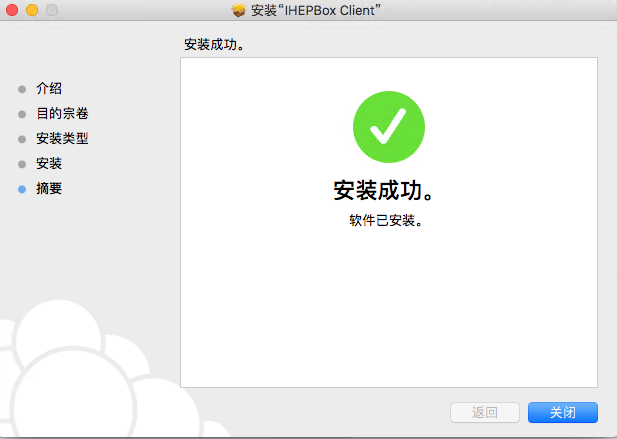 安装“IHEPBox Client”
安装成功。
介绍
目的宗卷
安装类型
安装
摘要
安装成功。
软件已安装。
返回
关闭